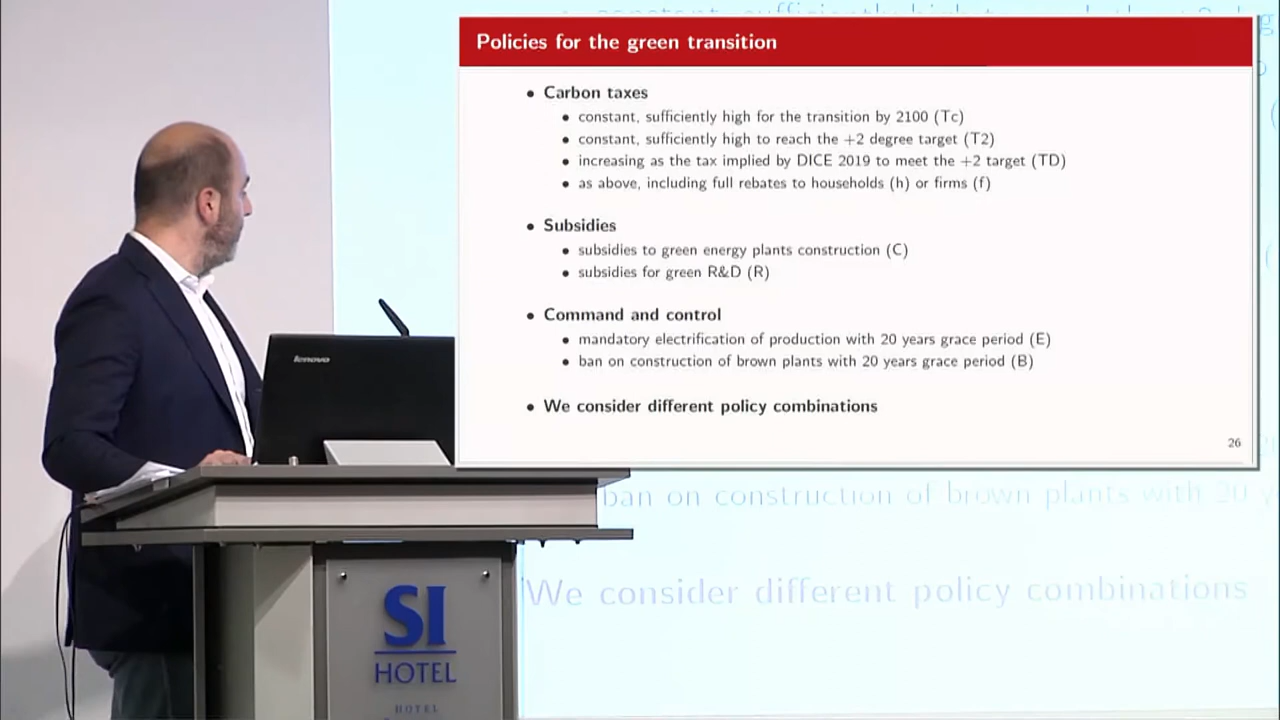 Policies for the green transition
• Carbon taxes
• constant, sufficiently high for the transition by 2100 (Tc)
• constant, sufficiently high to reach the +2 degree target (T2)
• increasing as the tax implied by DICE 2019 to meet the +2 target (TD)
• as above, including full rebates to households (h) or firms (f)
• Subsidies
• subsidies to green energy plants construction (C)
• subsidies for green R&D (R)
• Command and control
• mandatory electrification of production with 20 years grace period (E)
• ban on construction of brown plants with 20 years grace period (B)
• We consider different policy combinations
26
lenovo
ban on construction of brown plants with 20 y
We consider different policy combinations
SI
HOTEL
HOTEL